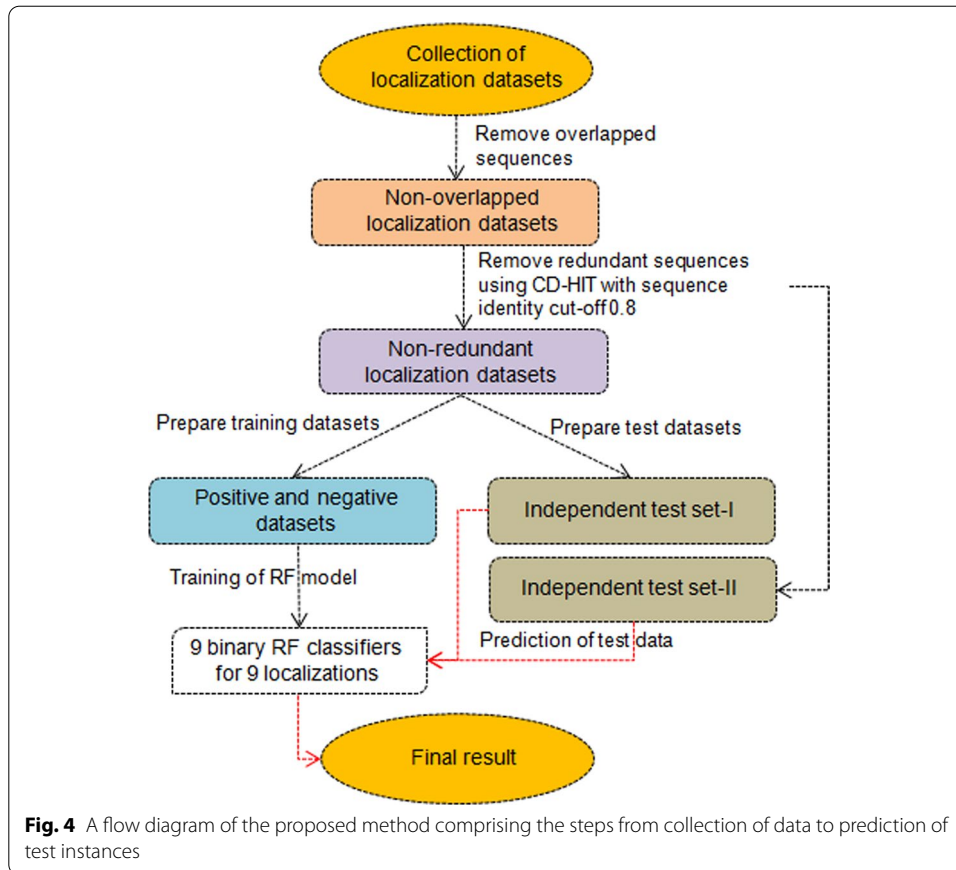 Collection of
localization datasets
Remove overlapped
sequences
Non-overlapped
localization datasets
Remove redundant sequences
using CD-HIT with sequence
identity cut-off 0.8
Non-redundant
localization datasets
Prepare training datasets
Prepare test datasets
Positive and negative
datasets
Independent test set-I
Training of RF model
Independent test set-II
Prediction of test data
9 binary RF classifiers
for 9 localizations
Final result
Fig. 4 A flow diagram of the proposed method comprising the steps from collection of data to prediction of
test instances